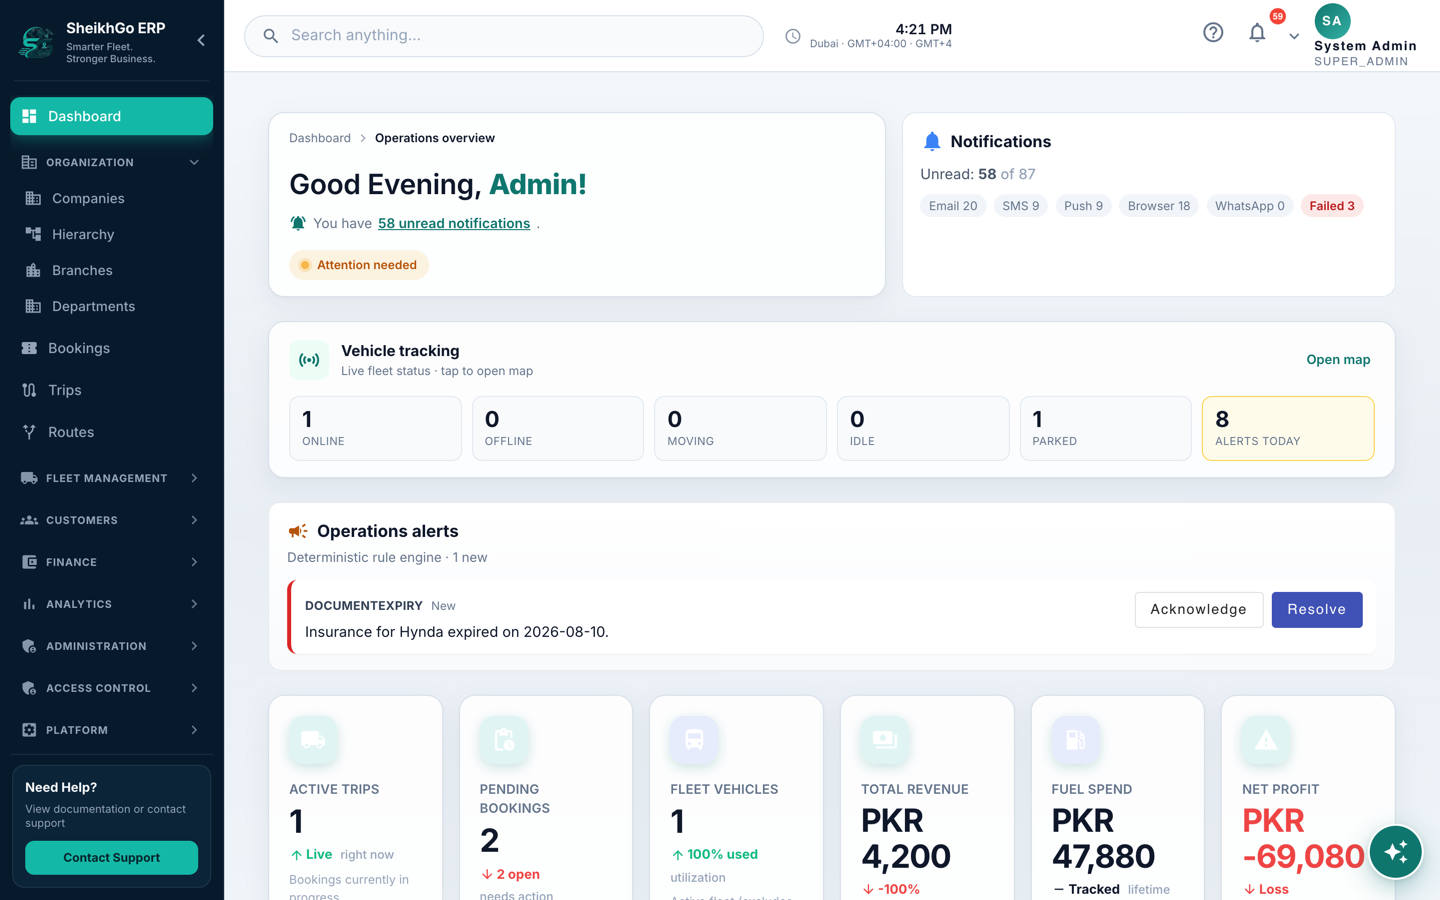 SheikhGo ERP
Smarter Fleet.
Stronger Business.
Dashboard
ORGANIZATION
Companies
Hierarchy
Branches
Departments
Bookings
Trips
Routes
FLEET MANAGEMENT
CUSTOMERS
FINANCE
ANALYTICS
ADMINISTRATION
ACCESS CONTROL
PLATFORM
Need Help?
View documentation or contact
support
Contact Support
Search anything...
4:21 PM
Dubai · GMT+04:00 · GMT+4
59
SA
System Admin
SUPER_ADMIN
Dashboard > Operations overview
Good Evening, Admin!
You have 58 unread notifications .
Attention needed
Notifications
Unread: 58 of 87
Email 20 SMS 9 Push 9 Browser 18 WhatsApp 0 Failed 3
Vehicle tracking
Live fleet status · tap to open map
Open map
1
ONLINE
0
OFFLINE
0
MOVING
0
IDLE
1
PARKED
8
ALERTS TODAY
Operations alerts
Deterministic rule engine · 1 new
DOCUMENTEXPIRY New
Insurance for Hynda expired on 2026-08-10.
Acknowledge
Resolve
ACTIVE TRIPS
1
↑ Live right now
Bookings currently in
progress
PENDING
BOOKINGS
2
↓ 2 open
needs action
FLEET VEHICLES
1
↑ 100% used
utilization
Active fleet (excludes
TOTAL REVENUE
PKR
4,200
↓ -100%
FUEL SPEND
PKR
47,880
— Tracked lifetime
NET PROFIT
PKR
-69,080
↓ Loss